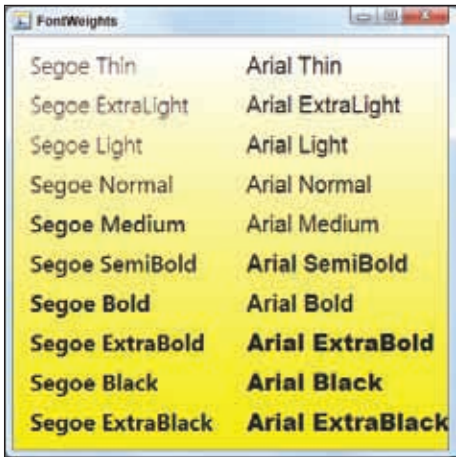 FontWeights
Segoe Thin Arial Thin
Segoe ExtraLight Arial ExtraLight
Segoe Light Arial Light
Segoe Normal Arial Normal
Segoe Medium Arial Medium
Segoe SemiBold Arial SemiBold
Segoe Bold Arial Bold
Segoe ExtraBold Arial ExtraBold
Segoe Black Arial Black
Segoe ExtraBlack Arial ExtraBlack